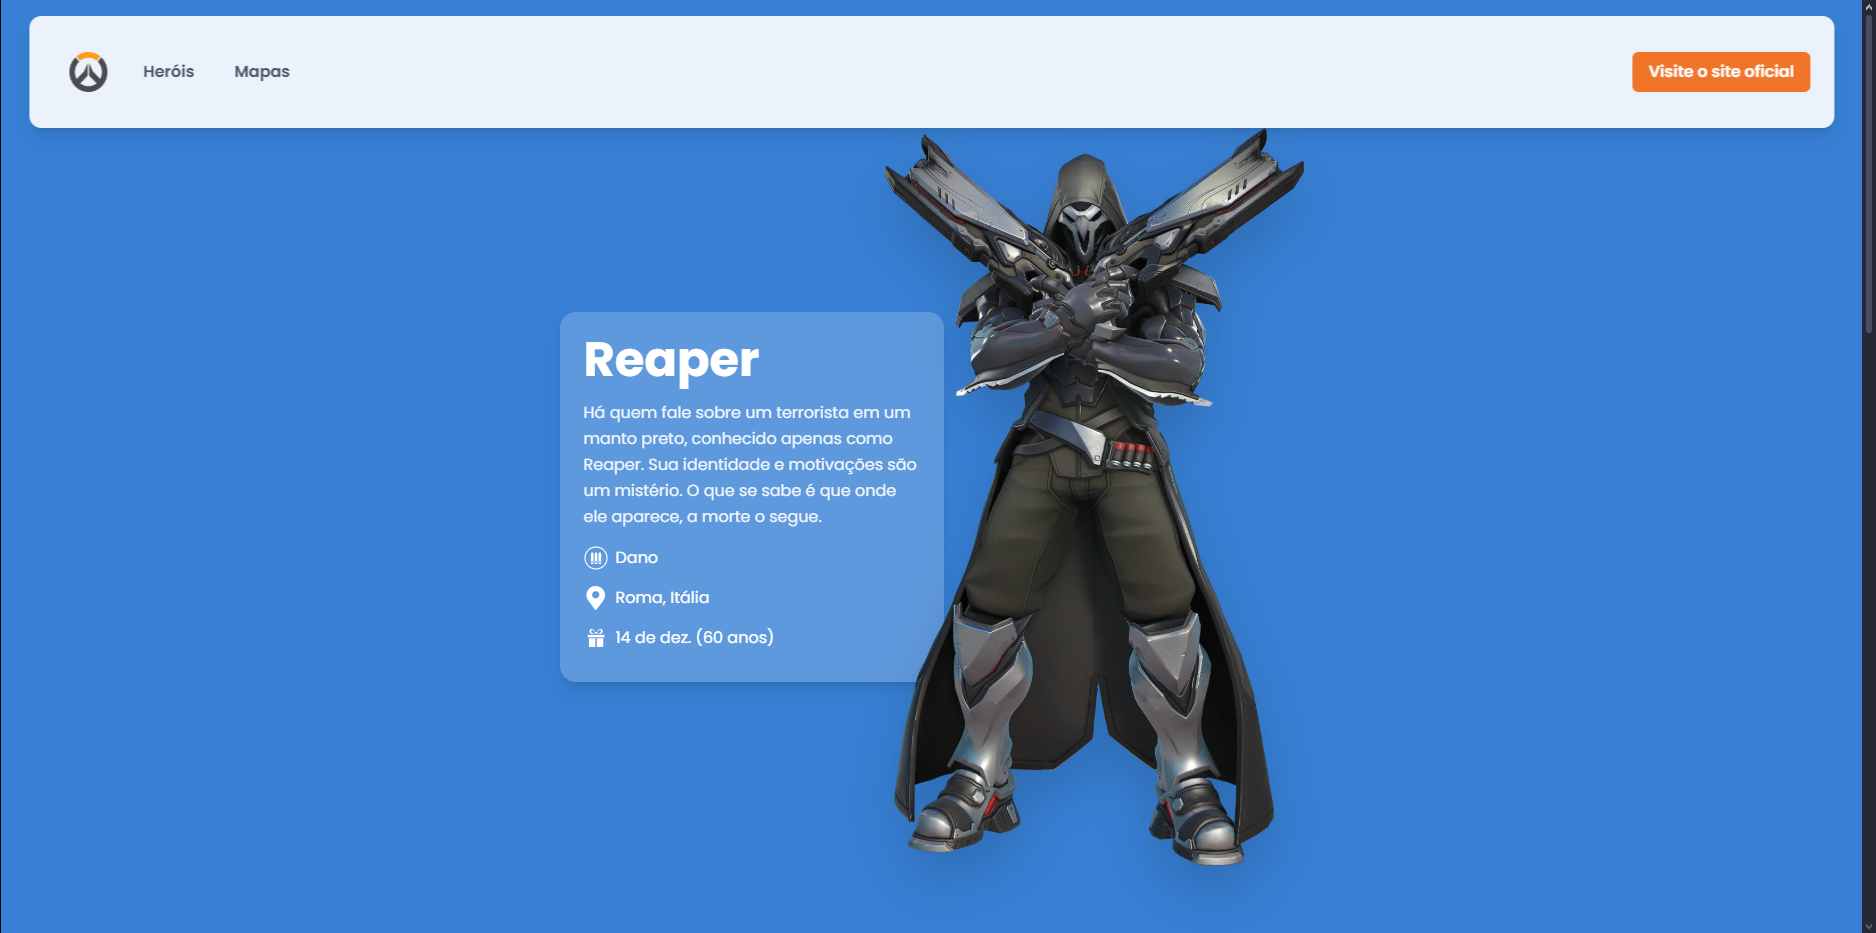 Heróis
Mapas
Visite o site oficial
Reaper
Há quem fale sobre um terrorista em um
manto preto, conhecido apenas como
Reaper. Sua identidade e motivações são
um mistério. O que se sabe é que onde
ele aparece, a morte o segue.
Dano
Roma, Itália
14 de dez. (60 anos)